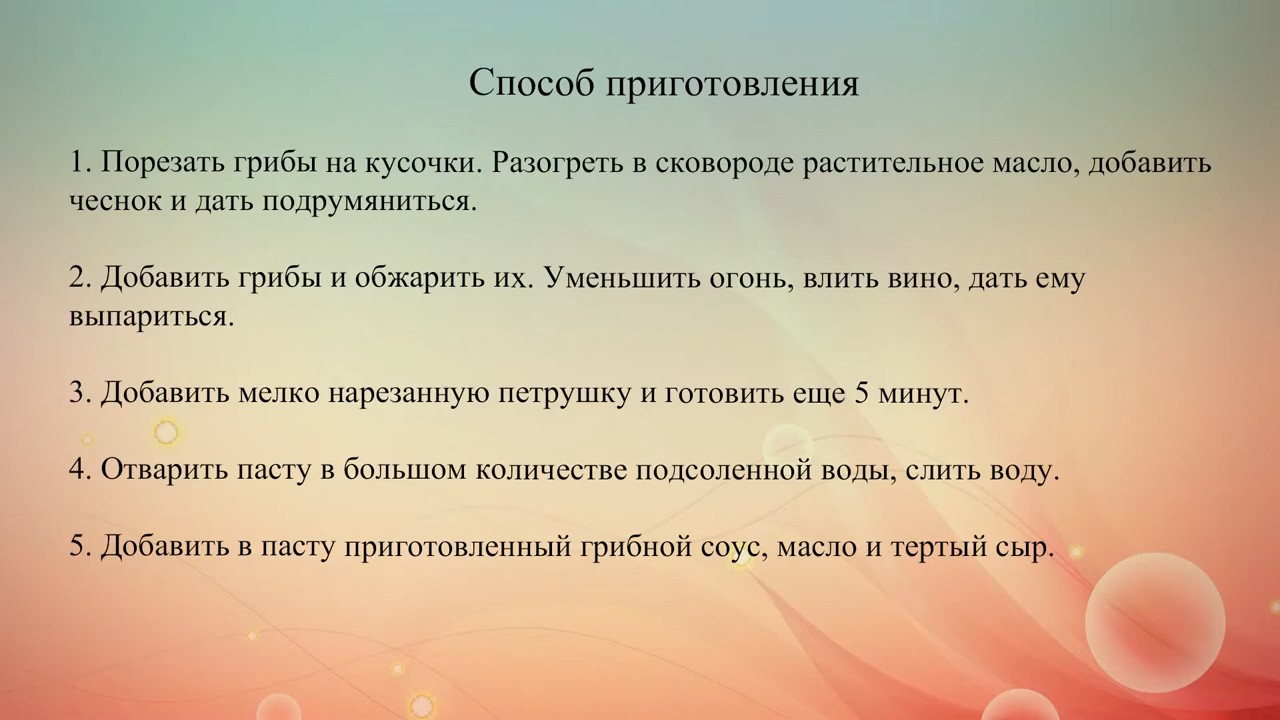 Способ приготовления
1. Порезать грибы на кусочки. Разогреть в сковороде растительное масло, добавить
чеснок и дать подрумяниться.
2. Добавить грибы и обжарить их. Уменьшить огонь, влить вино, дать ему
выпариться.
3. Добавить мелко нарезанную петрушку и готовить еще 5 минут.
4. Отварить пасту в большом количестве подсоленной воды, слить воду.
5. Добавить в пасту приготовленный грибной соус, масло и тертый сыр.